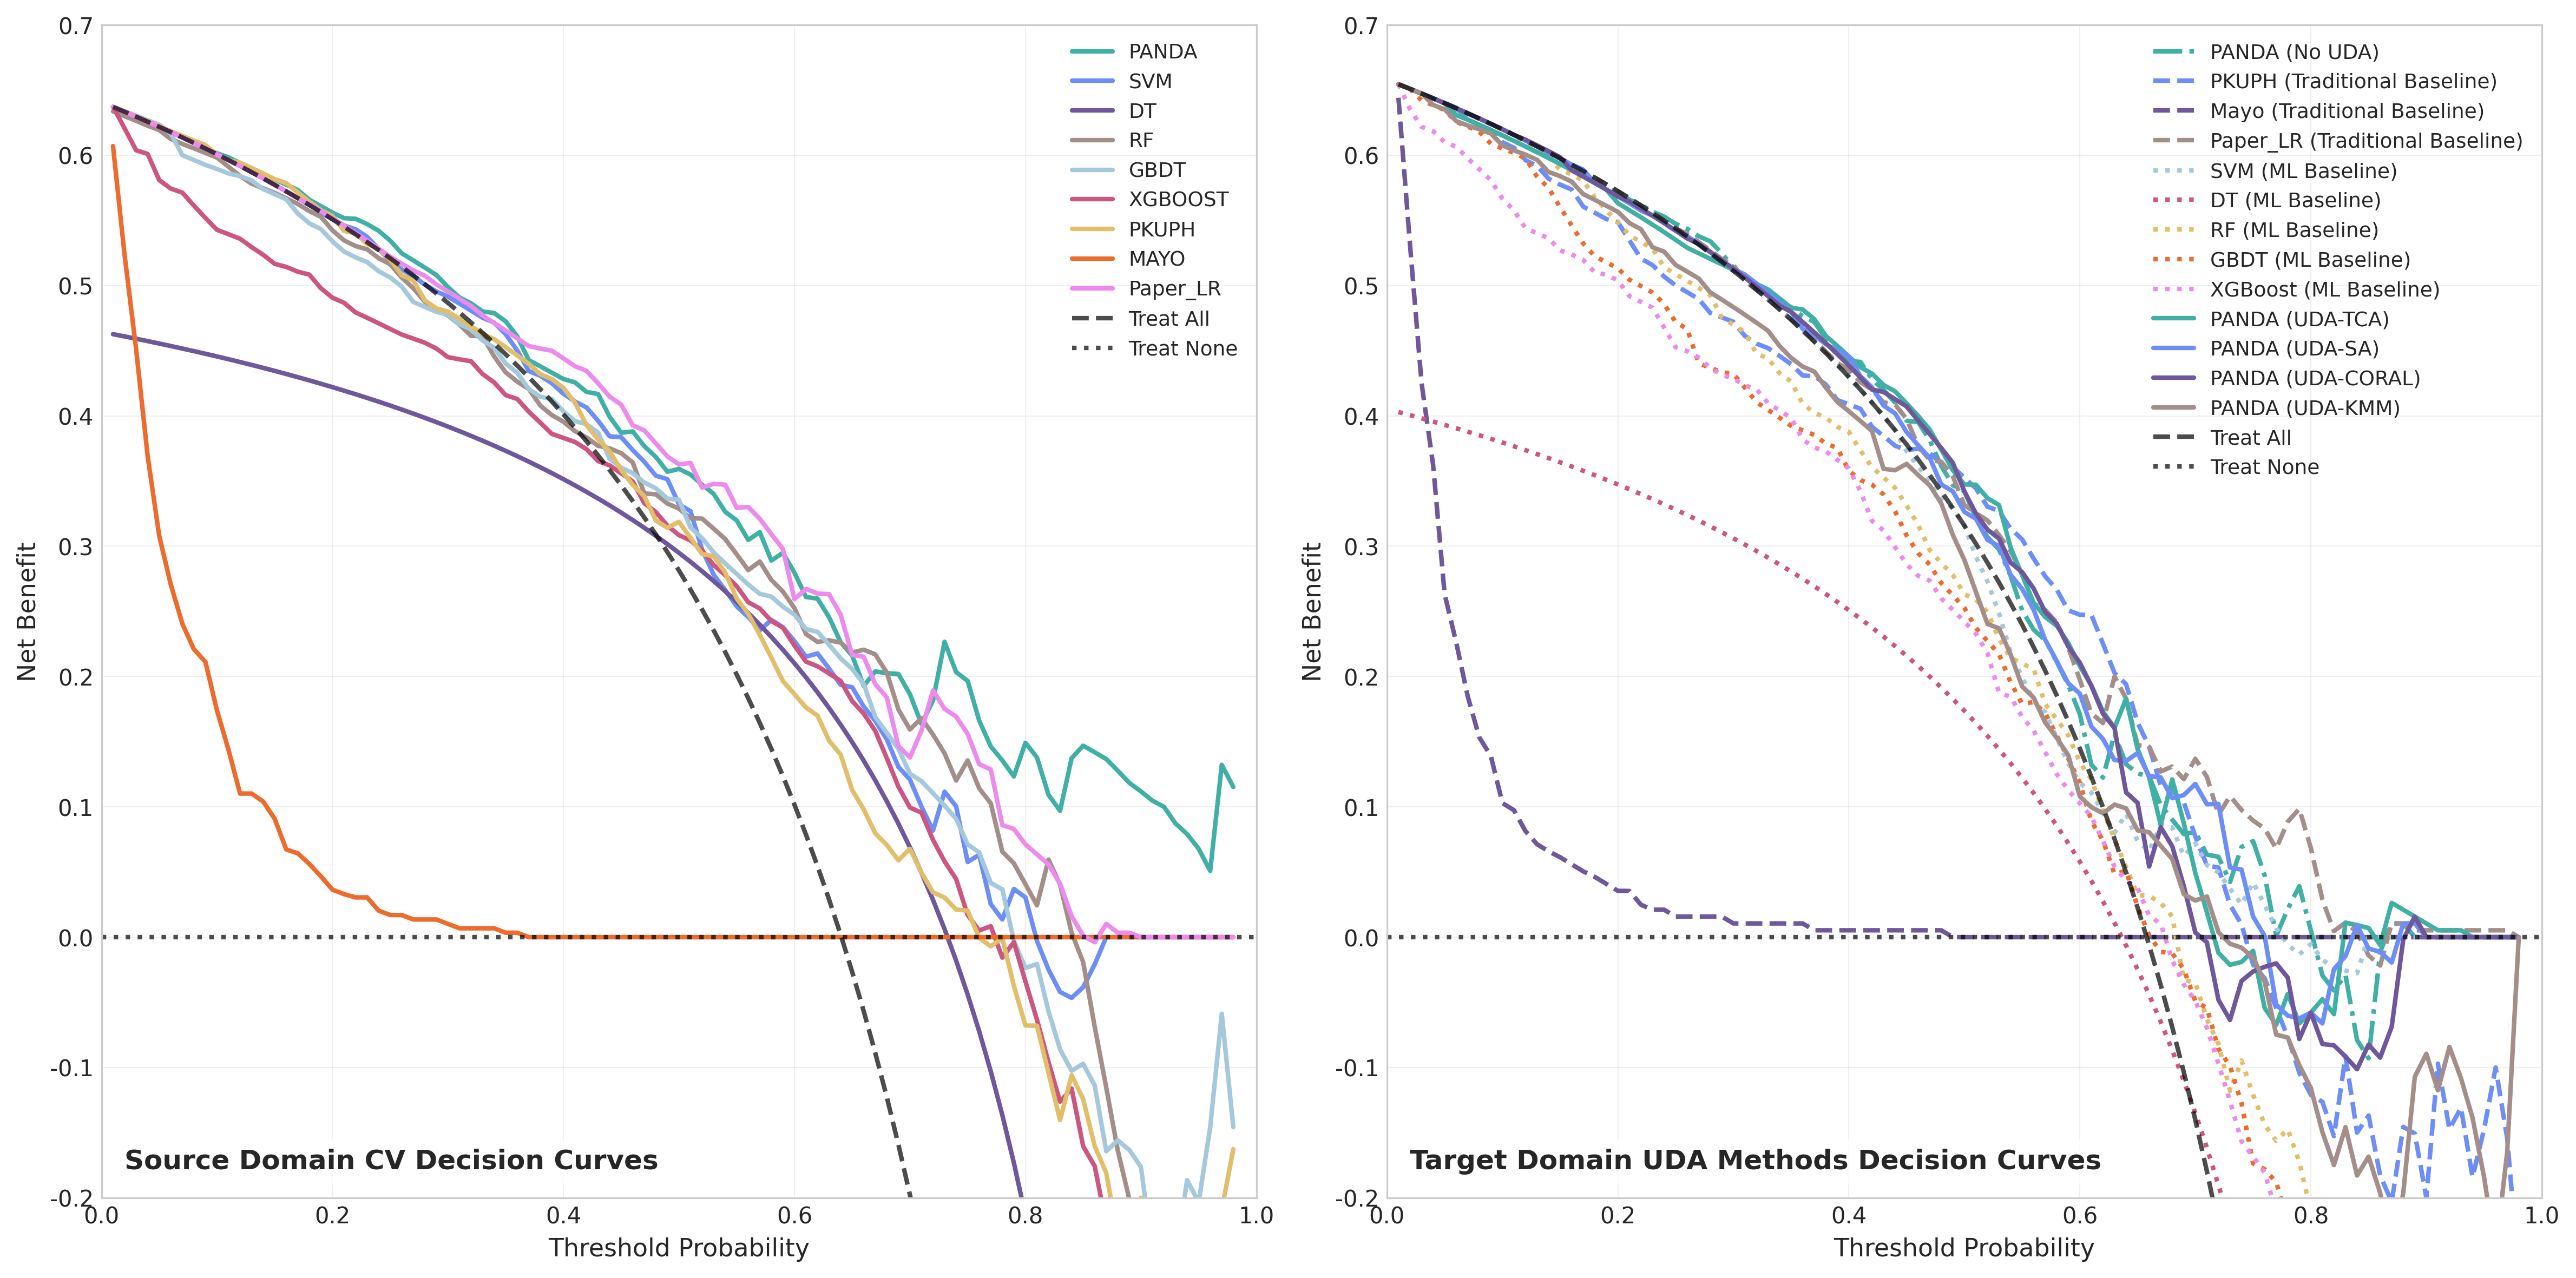 0.7
0.6
0.5
0.4
0.3
0.2
0.1
0.0
-0.1
-0.2
Net Benefit
0.0
0.2
0.4
0.6
0.8
1.0
Threshold Probability
PANDA
SVM
DT
RF
GBDT
XGBOOST
PKUPH
MAYO
Paper_LR
Treat All
Treat None
Source Domain CV Decision Curves
0.7
0.6
0.5
0.4
0.3
0.2
0.1
0.0
-0.1
-0.2
Net Benefit
0.0
0.2
0.4
0.6
0.8
1.0
Threshold Probability
PANDA (No UDA)
PKUPH (Traditional Baseline)
Mayo (Traditional Baseline)
Paper_LR (Traditional Baseline)
SVM (ML Baseline)
DT (ML Baseline)
RF (ML Baseline)
GBDT (ML Baseline)
XGBoost (ML Baseline)
PANDA (UDA-TCA)
PANDA (UDA-SA)
PANDA (UDA-CORAL)
PANDA (UDA-KMM)
Treat All
Treat None
Target Domain UDA Methods Decision Curves